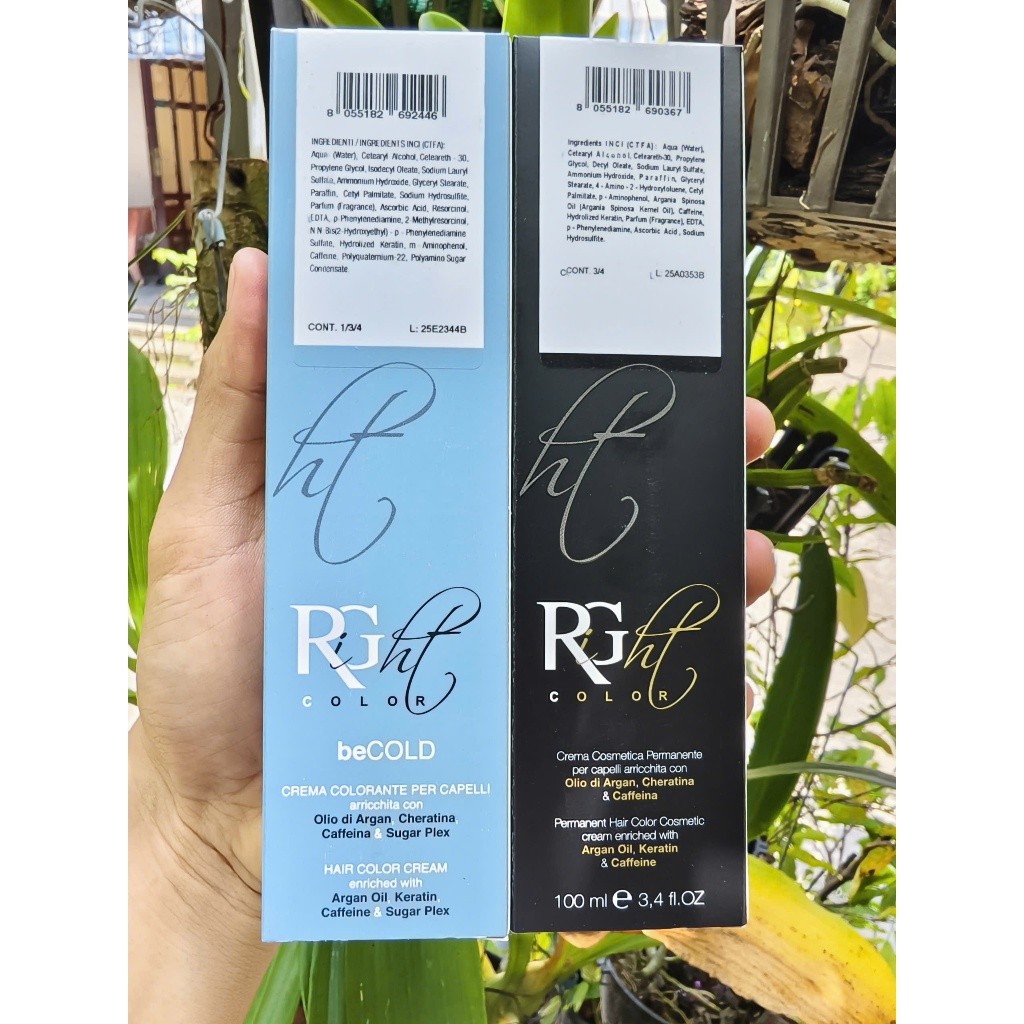 8 055182 692446
INGREDIENTI / INGREDIENTS INCI (CTFA):
Aqua (Water), Cetearyl Alcohol, Ceteareth - 30,
Propylene Glycol, Isodecyl Oleate, Sodium Lauryl
Sulfate, Ammonium Hydroxide, Glyceryl Stearate,
Paraffin, Cetyl Palmitate, Sodium Hydrosulfite,
Parfum (Fragrance), Ascorbic Acid, Resorcinol,
EDTA, p-Phenylenediamine, 2-Methylresorcinol,
N.N Bis(2-Hydroxyethyl) - p - Phenylenediamine
Sulfate, Hydrolized Keratin, m - Aminophenol,
Caffeine, Polyquaternium-22, Polyamino Sugar
Condensate.
CONT. 1/3/4 L: 25E2344B
ht
RiGht
COLOR
beCOLD
CREMA COLORANTE PER CAPELLI
arricchita con
Olio di Argan, Cheratina,
Caffeina & Sugar Plex
HAIR COLOR CREAM
enriched with
Argan Oil, Keratin,
Caffeine & Sugar Plex
8 055182 690367
Ingredients INCI (CTFA): Aqua (Water),
Cetearyl Alcohol, Ceteareth-30, Propylene
Glycol, Decyl Oleate, Sodium Lauryl Sulfate,
Ammonium Hydroxide, Paraffin, Glyceryl
Stearate, 4 - Amino - 2 - Hydroxyloluene, Cetyl
Palmitate, p - Aminophenol, Argania Spinosa
Oil (Argania Spinosa Kernel Oil), Caffeine,
Hydrolized Keratin, Parfum (Fragrance), EDTA,
p - Phenylenediamine, Ascorbic Acid, Sodium
Hydrosulfite.
CONT. 3/4 L: 25A0353B
ht
RiGht
COLOR
Crema Cosmetica Permanente
per capelli arricchita con
Olio di Argan, Cheratina
& Caffeina
Permanent Hair Color Cosmetic
cream enriched with
Argan Oil, Keratin
& Caffeine
100 ml e 3,4 fl.OZ